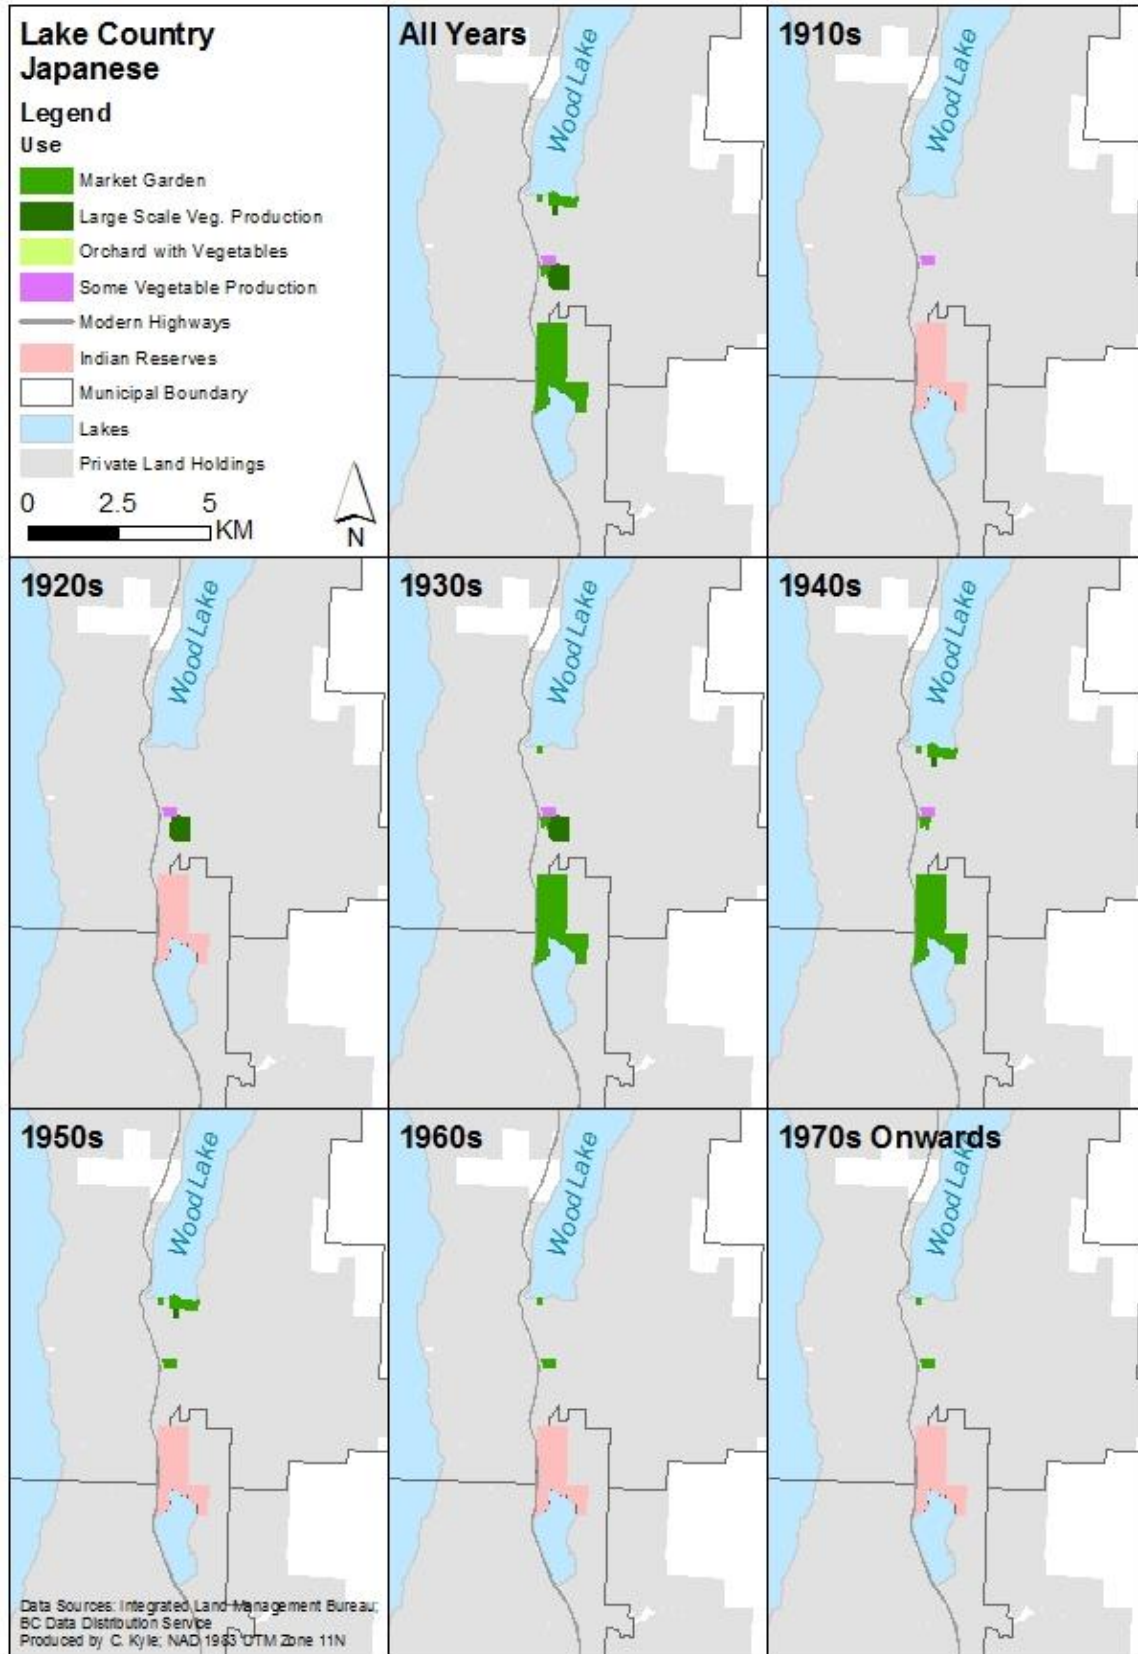 Lake Country
Japanese
Legend
Use
Market Garden
Large Scale Veg. Production
Orchard with Vegetables
Some Vegetable Production
Modern Highways
Indian Reserves
Municipal Boundary
Lakes
Private Land Holdings
0 2.5 5
KM
N
All Years
Wood Lake
1910s
Wood Lake
1920s
Wood Lake
1930s
Wood Lake
1940s
Wood Lake
1950s
Wood Lake
1960s
Wood Lake
1970s Onwards
Wood Lake
Data Sources: Integrated Land Management Bureau;
BC Data Distribution Service
Produced by C. Kyle; NAD 1983 UTM Zone 11N